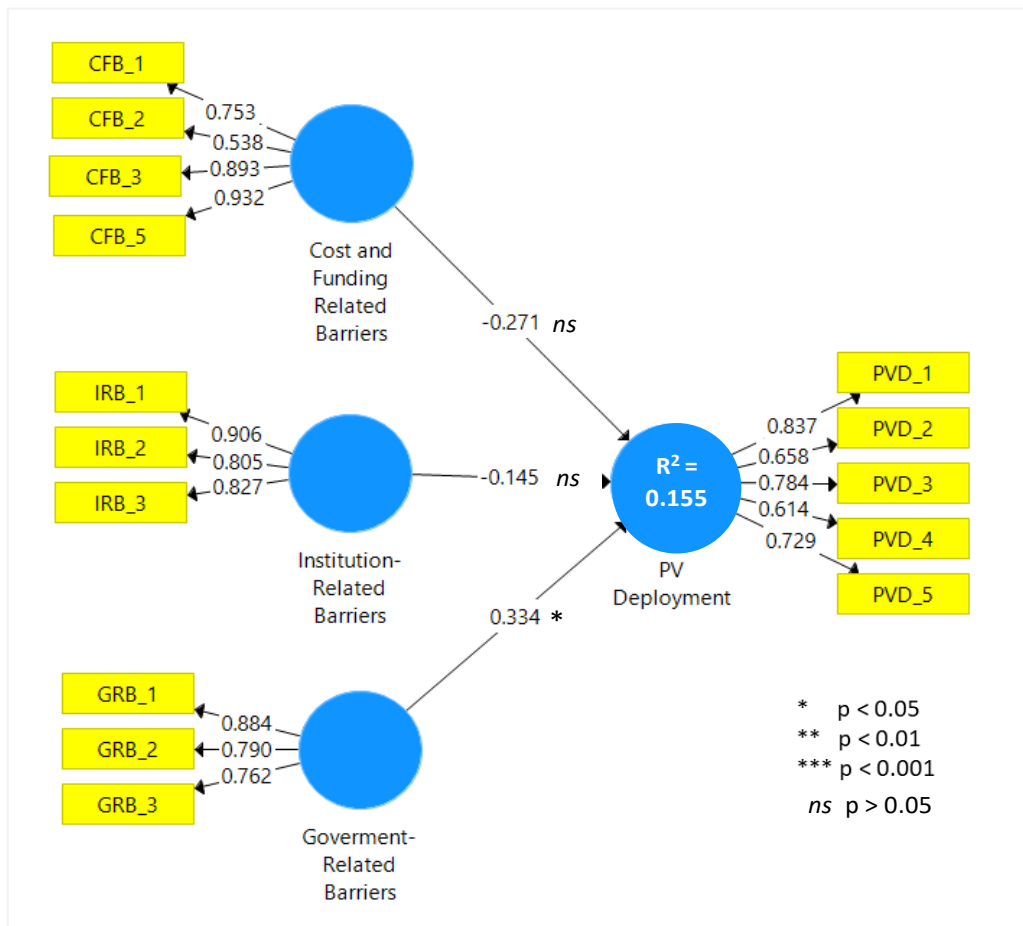 CFB_1
CFB_2
CFB_3
CFB_5
0.753
0.538
0.893
0.932
Cost and
Funding
Related
Barriers
-0.271 ns
IRB_1
IRB_2
IRB_3
0.906
0.805
0.827
Institution-
Related
Barriers
-0.145 ns
GRB_1
GRB_2
GRB_3
0.884
0.790
0.762
Goverment-
Related
Barriers
0.334 *
R² =
0.155
PV
Deployment
0.837
0.658
0.784
0.614
0.729
PVD_1
PVD_2
PVD_3
PVD_4
PVD_5
* p < 0.05
** p < 0.01
*** p < 0.001
ns p > 0.05